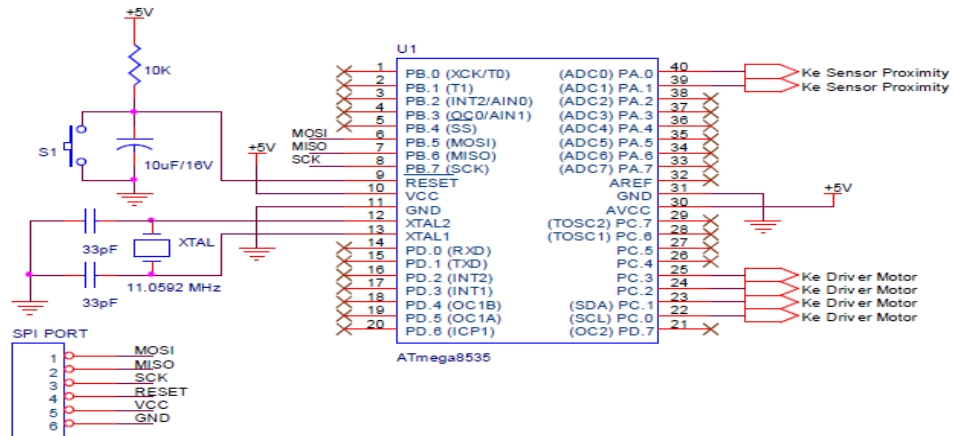 +5V
10K
S1
10uF/16V
+5V
MOSI
MISO
SCK
33pF
XTAL
33pF
11.0592 MHz
SPI PORT
1 MOSI
2 MISO
3 SCK
4 RESET
5 VCC
6 GND
U1
1 PB.0 (XCK/T0)
2 PB.1 (T1)
3 PB.2 (INT2/AIN0)
4 PB.3 (OC0/AIN1)
5 PB.4 (SS)
6 PB.5 (MOSI)
7 PB.6 (MISO)
8 PB.7 (SCK)
9 RESET
10 VCC
11 GND
12 XTAL2
13 XTAL1
14 PD.0 (RXD)
15 PD.1 (TXD)
16 PD.2 (INT2)
17 PD.3 (INT1)
18 PD.4 (OC1B)
19 PD.5 (OC1A)
20 PD.6 (ICP1)
(ADC0) PA.0 40 Ke Sensor Proximity
(ADC1) PA.1 39 Ke Sensor Proximity
(ADC2) PA.2 38
(ADC3) PA.3 37
(ADC4) PA.4 36
(ADC5) PA.5 35
(ADC6) PA.6 34
(ADC7) PA.7 33
AREF 32
GND 31
AVCC 30 +5V
(TOSC2) PC.7 29
(TOSC1) PC.6 28
PC.5 27
PC.4 26
PC.3 25 Ke Driver Motor
PC.2 24 Ke Driver Motor
(SDA) PC.1 23 Ke Driver Motor
(SCL) PC.0 22 Ke Driver Motor
(OC2) PD.7 21
ATmega8535